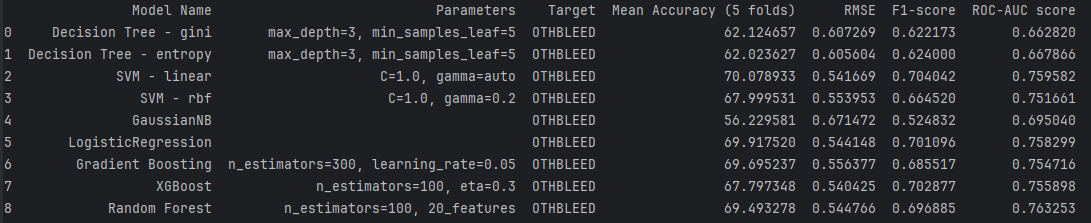 Model Name Parameters Target Mean Accuracy (5 folds) RMSE F1-score ROC-AUC score
0 Decision Tree - gini max_depth=3, min_samples_leaf=5 OTHBLEED 62.124657 0.607269 0.622173 0.662820
1 Decision Tree - entropy max_depth=3, min_samples_leaf=5 OTHBLEED 62.023627 0.605604 0.624000 0.667866
2 SVM - linear C=1.0, gamma=auto OTHBLEED 70.078933 0.541669 0.704042 0.759582
3 SVM - rbf C=1.0, gamma=0.2 OTHBLEED 67.999531 0.553953 0.664520 0.751661
4 GaussianNB OTHBLEED 56.229581 0.671472 0.524832 0.695040
5 LogisticRegression OTHBLEED 69.917520 0.544148 0.701096 0.758299
6 Gradient Boosting n_estimators=300, learning_rate=0.05 OTHBLEED 69.695237 0.556377 0.685517 0.754716
7 XGBoost n_estimators=100, eta=0.3 OTHBLEED 67.797348 0.540425 0.702877 0.755898
8 Random Forest n_estimators=100, 20_features OTHBLEED 69.493278 0.544766 0.696885 0.763253